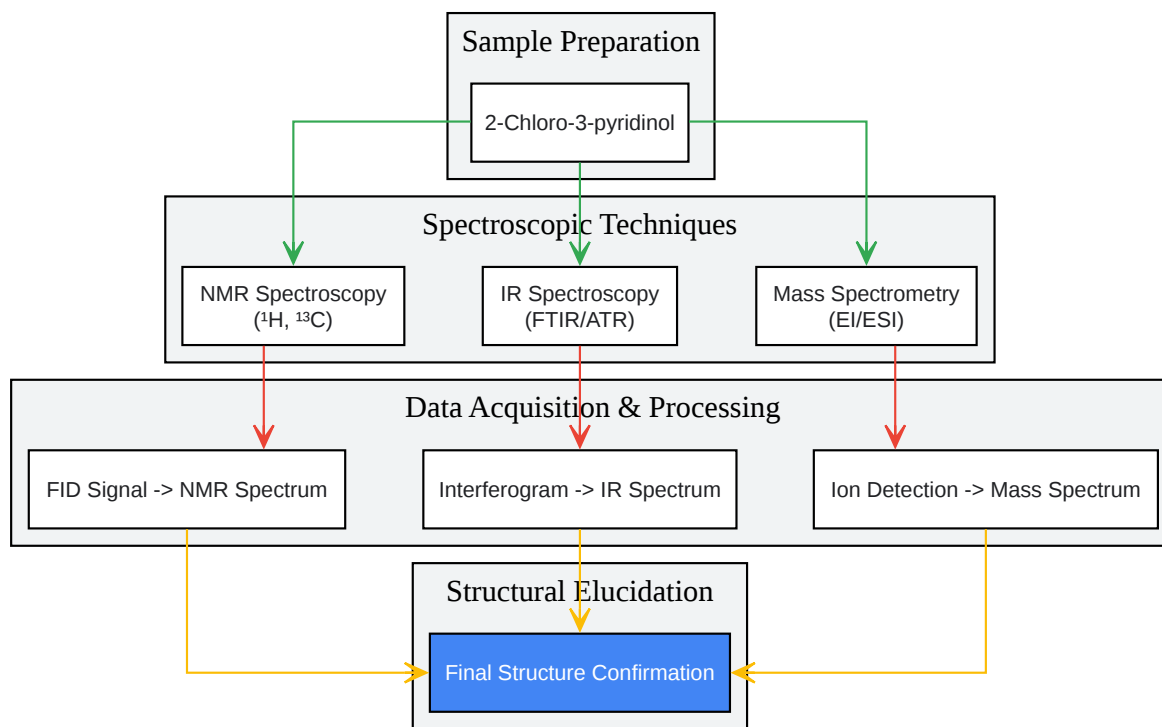 Sample Preparation
2-Chloro-3-pyridinol
Spectroscopic Techniques
NMR Spectroscopy
(¹H, ¹³C)
IR Spectroscopy
(FTIR/ATR)
Mass Spectrometry
(EI/ESI)
Data Acquisition & Processing
FID Signal -> NMR Spectrum
Interferogram -> IR Spectrum
Ion Detection -> Mass Spectrum
Structural Elucidation
Final Structure Confirmation